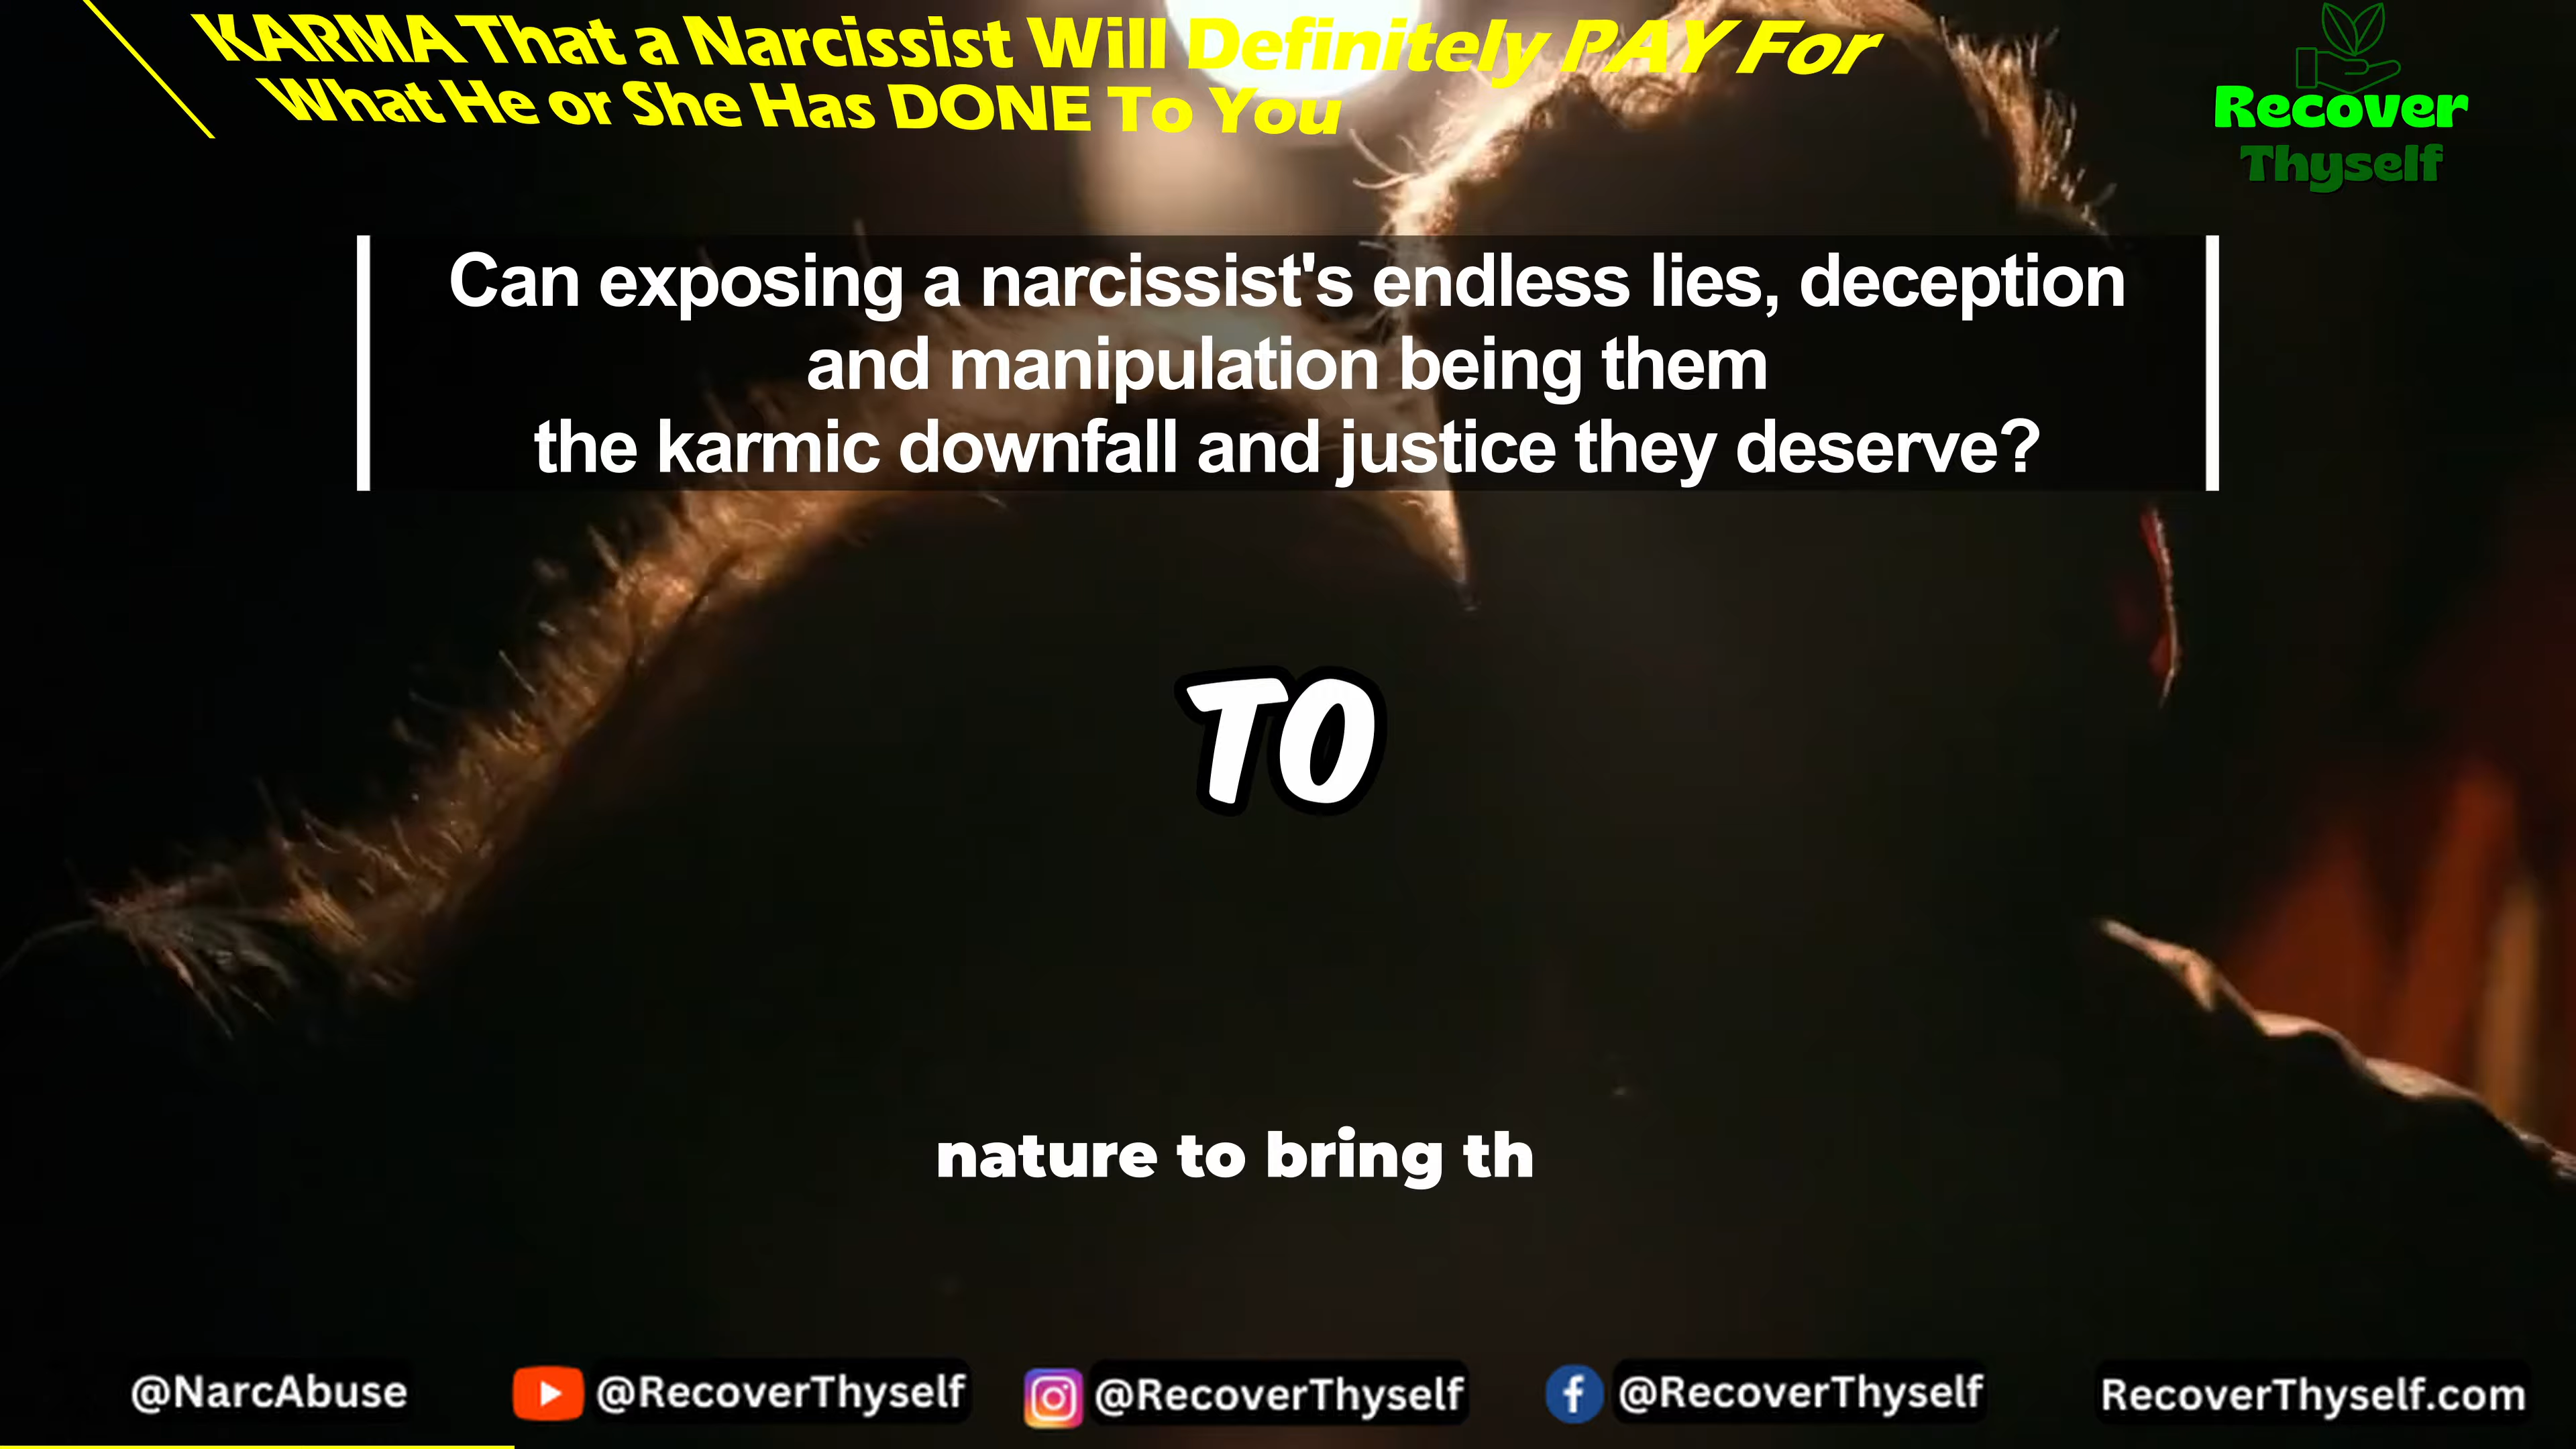 KARMA That a Narcissist Will Definitely PAY For
What He or She Has DONE To You
Recover
Thyself
Can exposing a narcissist's endless lies, deception
and manipulation being them
the karmic downfall and justice they deserve?
TO
nature to bring th
@NarcAbuse
@RecoverThyself
@RecoverThyself
@RecoverThyself
RecoverThyself.com